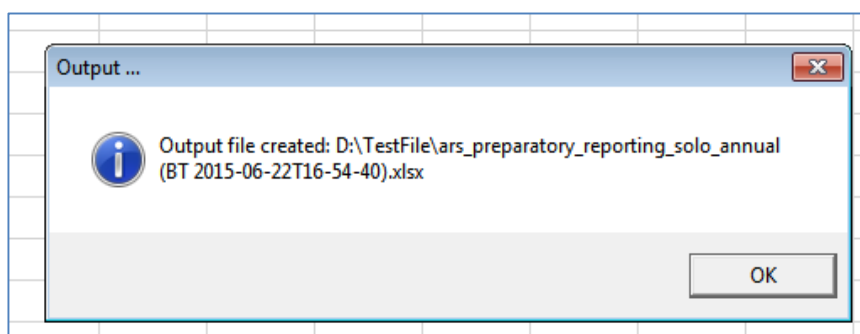 Output ...
Output file created: D:\TestFile\ars_preparatory_reporting_solo_annual
(BT 2015-06-22T16-54-40).xlsx
OK